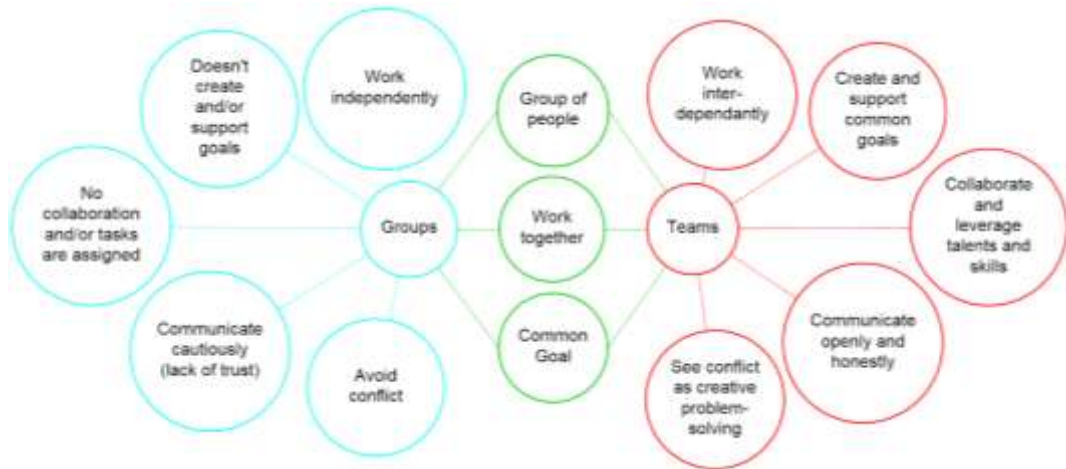 Doesn't
create
and/or
support
goals
Work
independently
Group of
people
Work
inter-
dependantly
Create and
support
common
goals
No
collaboration
and/or tasks
are assigned
Groups
Work
together
Teams
Collaborate
and
leverage
talents and
skills
Communicate
cautiously
(lack of trust)
Avoid
conflict
Common
Goal
See conflict
as creative
problem-
solving
Communicate
openly and
honestly